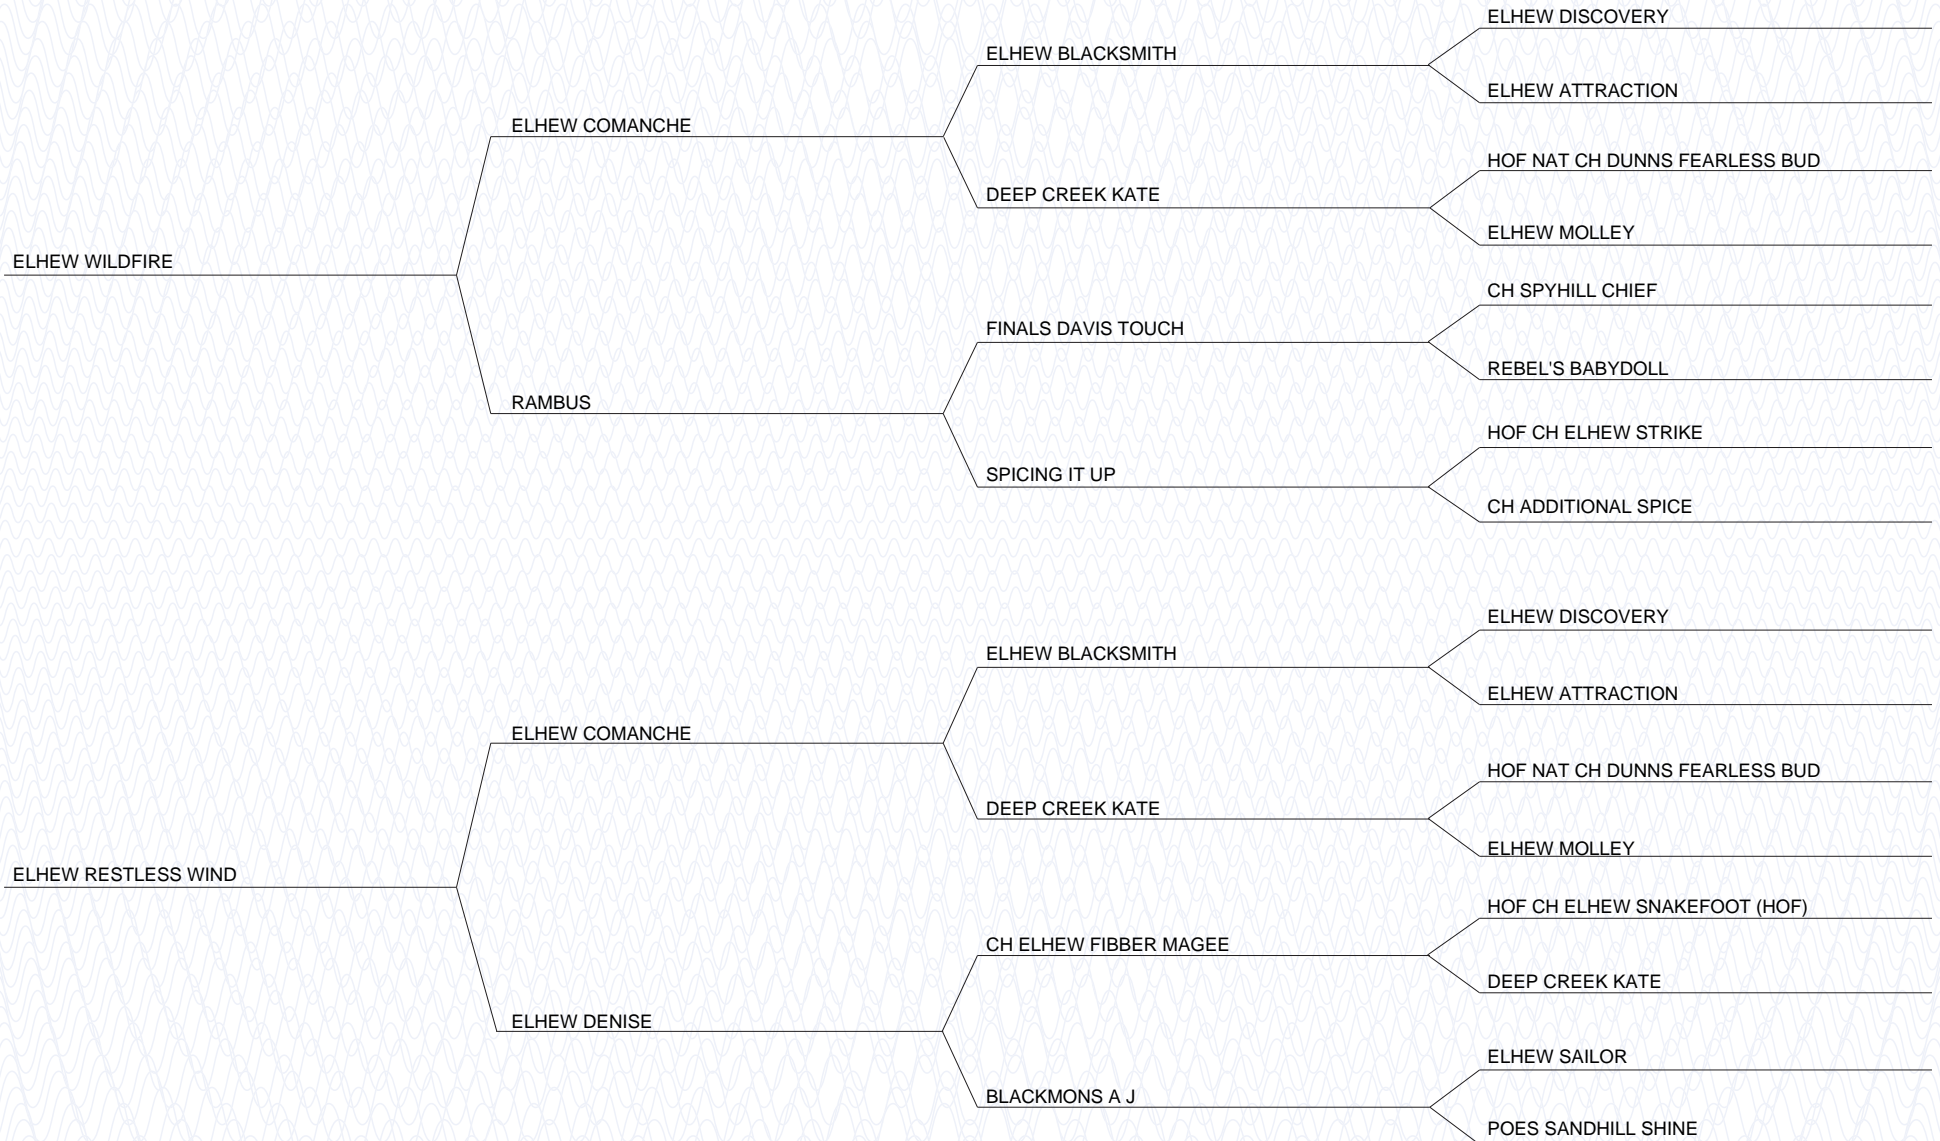 ELHEW DISCOVERY
ELHEW BLACKSMITH
ELHEW ATTRACTION
ELHEW COMANCHE
HOF NAT CH DUNNS FEARLESS BUD
DEEP CREEK KATE
ELHEW MOLLEY
ELHEW WILDFIRE
CH SPYHILL CHIEF
FINALS DAVIS TOUCH
REBEL'S BABYDOLL
RAMBUS
HOF CH ELHEW STRIKE
SPICING IT UP
CH ADDITIONAL SPICE
ELHEW DISCOVERY
ELHEW BLACKSMITH
ELHEW ATTRACTION
ELHEW COMANCHE
HOF NAT CH DUNNS FEARLESS BUD
DEEP CREEK KATE
ELHEW MOLLEY
ELHEW RESTLESS WIND
HOF CH ELHEW SNAKEFOOT (HOF)
CH ELHEW FIBBER MAGEE
DEEP CREEK KATE
ELHEW DENISE
ELHEW SAILOR
BLACKMONS A J
POES SANDHILL SHINE